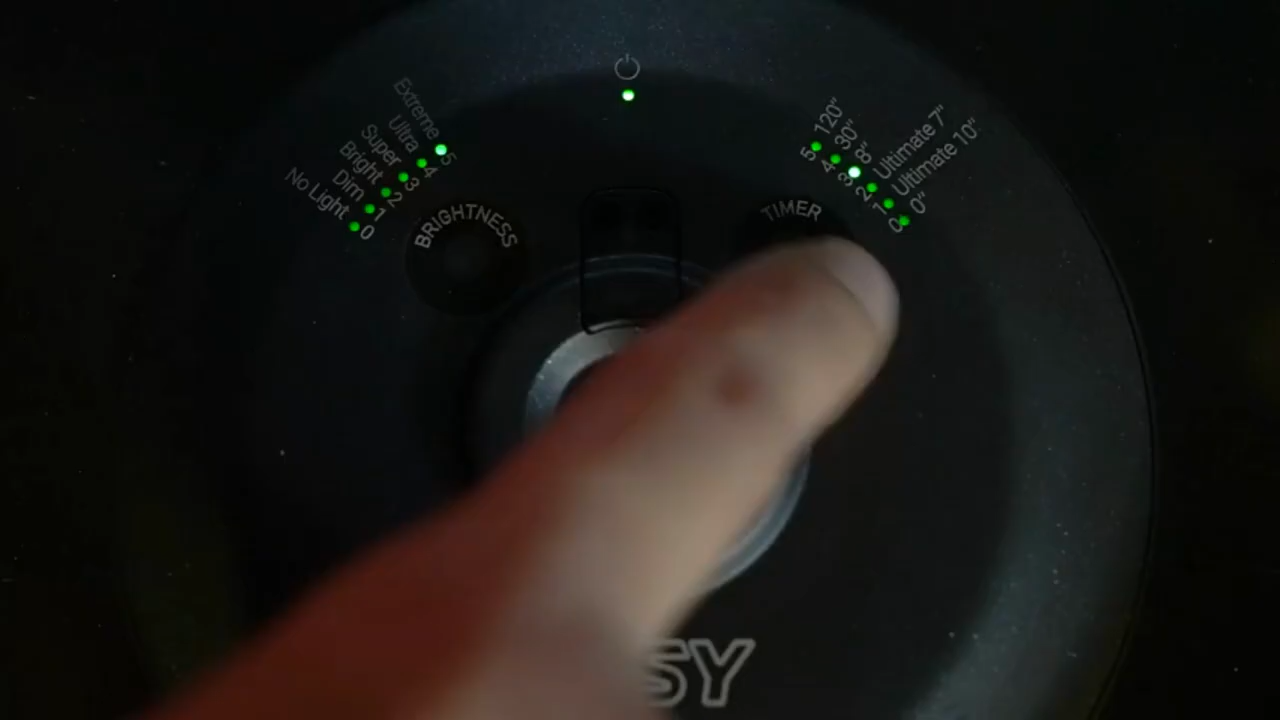 Extreme 5
Ultra 4
Super 3
Bright 2
Dim 1
No Light 0
BRIGHTNESS
TIMER
5 120"
4 30"
3 8"
2 Ultimate 7"
1 Ultimate 10"
0 0"
SY